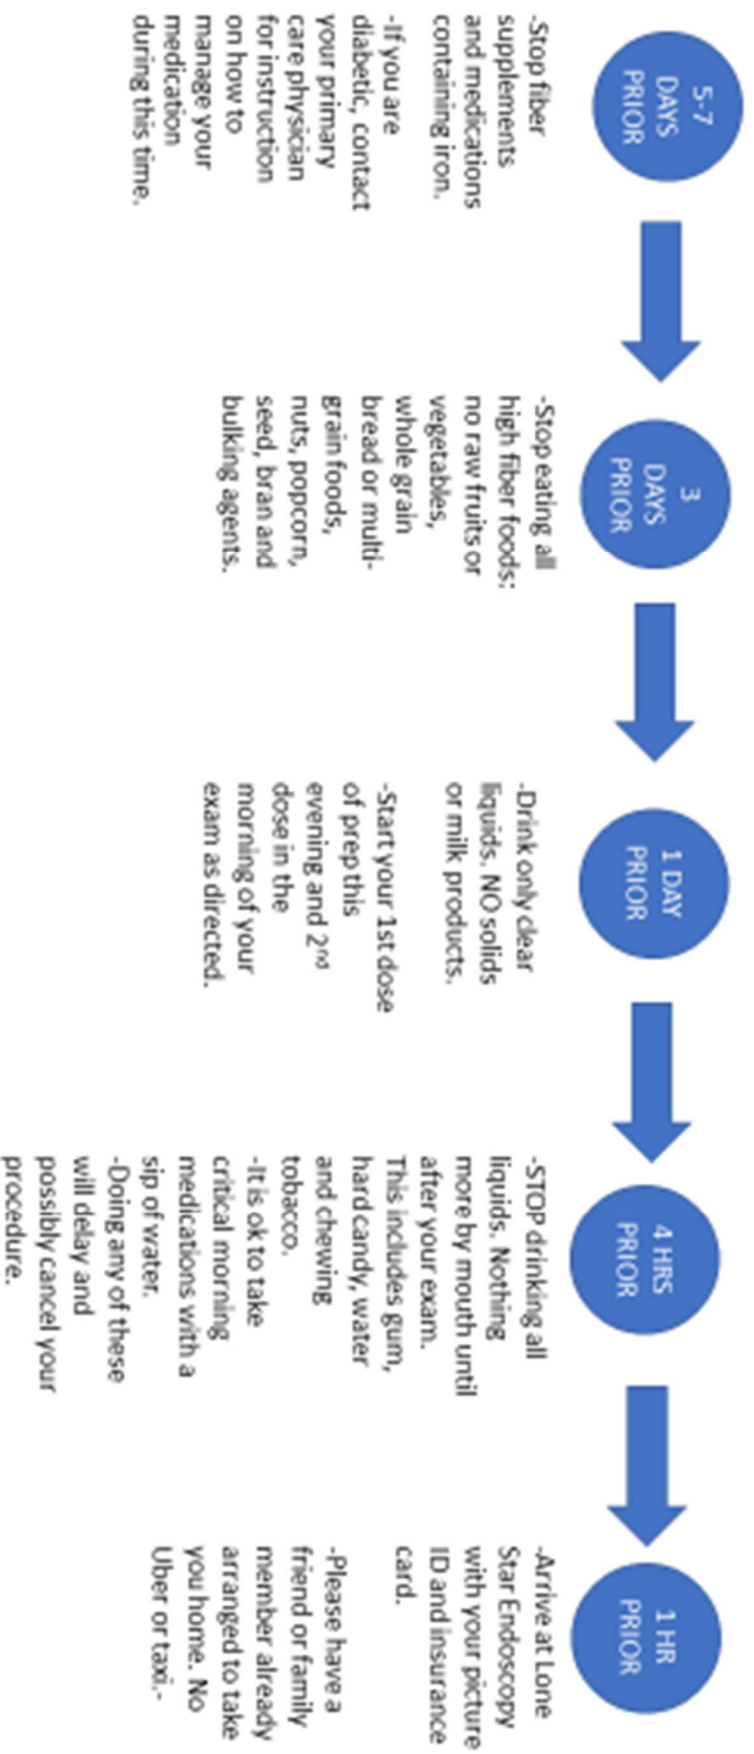 5-7
DAYS
PRIOR
-Stop fiber
supplements
and medications
containing iron.
-If you are
diabetic, contact
your primary
care physician
for instruction
on how to
manage your
medication
during this time.
3
DAYS
PRIOR
-Stop eating all
high fiber foods:
no raw fruits or
vegetables,
whole grain
bread or multi-
grain foods,
nuts, popcorn,
seed, bran and
bulking agents.
1 DAY
PRIOR
-Drink only clear
liquids. NO solids
or milk products.
-Start your 1st dose
of prep this
evening and 2nd
dose in the
morning of your
exam as directed.
4 HRS
PRIOR
-STOP drinking all
liquids. Nothing
more by mouth until
after your exam.
This includes gum,
hard candy, water
and chewing
tobacco.
-It is ok to take
critical morning
medications with a
sip of water.
-Doing any of these
will delay and
possibly cancel your
procedure.
1 HR
PRIOR
-Arrive at Lone
Star Endoscopy
with your picture
ID and insurance
card.
-Please have a
friend or family
member already
arranged to take
you home. No
Uber or taxi.-